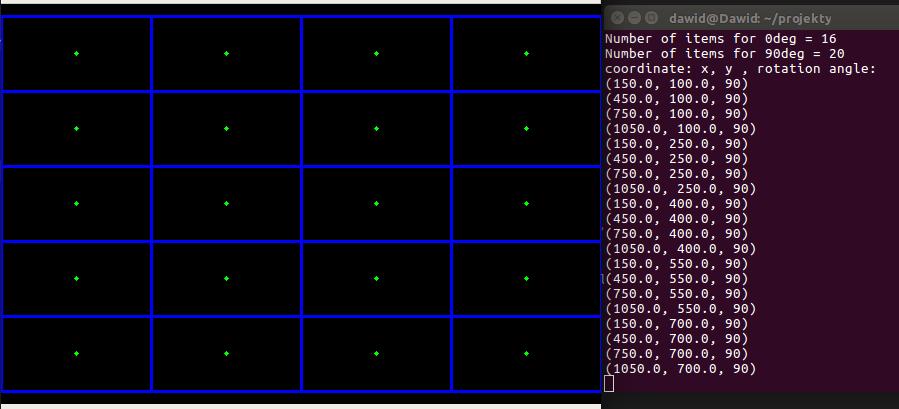 dawid@Dawid: ~/projekty
Number of items for 0deg = 16
Number of items for 90deg = 20
coordinate: x, y , rotation angle:
(150.0, 100.0, 90)
(450.0, 100.0, 90)
(750.0, 100.0, 90)
(1050.0, 100.0, 90)
(150.0, 250.0, 90)
(450.0, 250.0, 90)
(750.0, 250.0, 90)
(1050.0, 250.0, 90)
(150.0, 400.0, 90)
(450.0, 400.0, 90)
(750.0, 400.0, 90)
(1050.0, 400.0, 90)
(150.0, 550.0, 90)
(450.0, 550.0, 90)
(750.0, 550.0, 90)
(1050.0, 550.0, 90)
(150.0, 700.0, 90)
(450.0, 700.0, 90)
(750.0, 700.0, 90)
(1050.0, 700.0, 90)